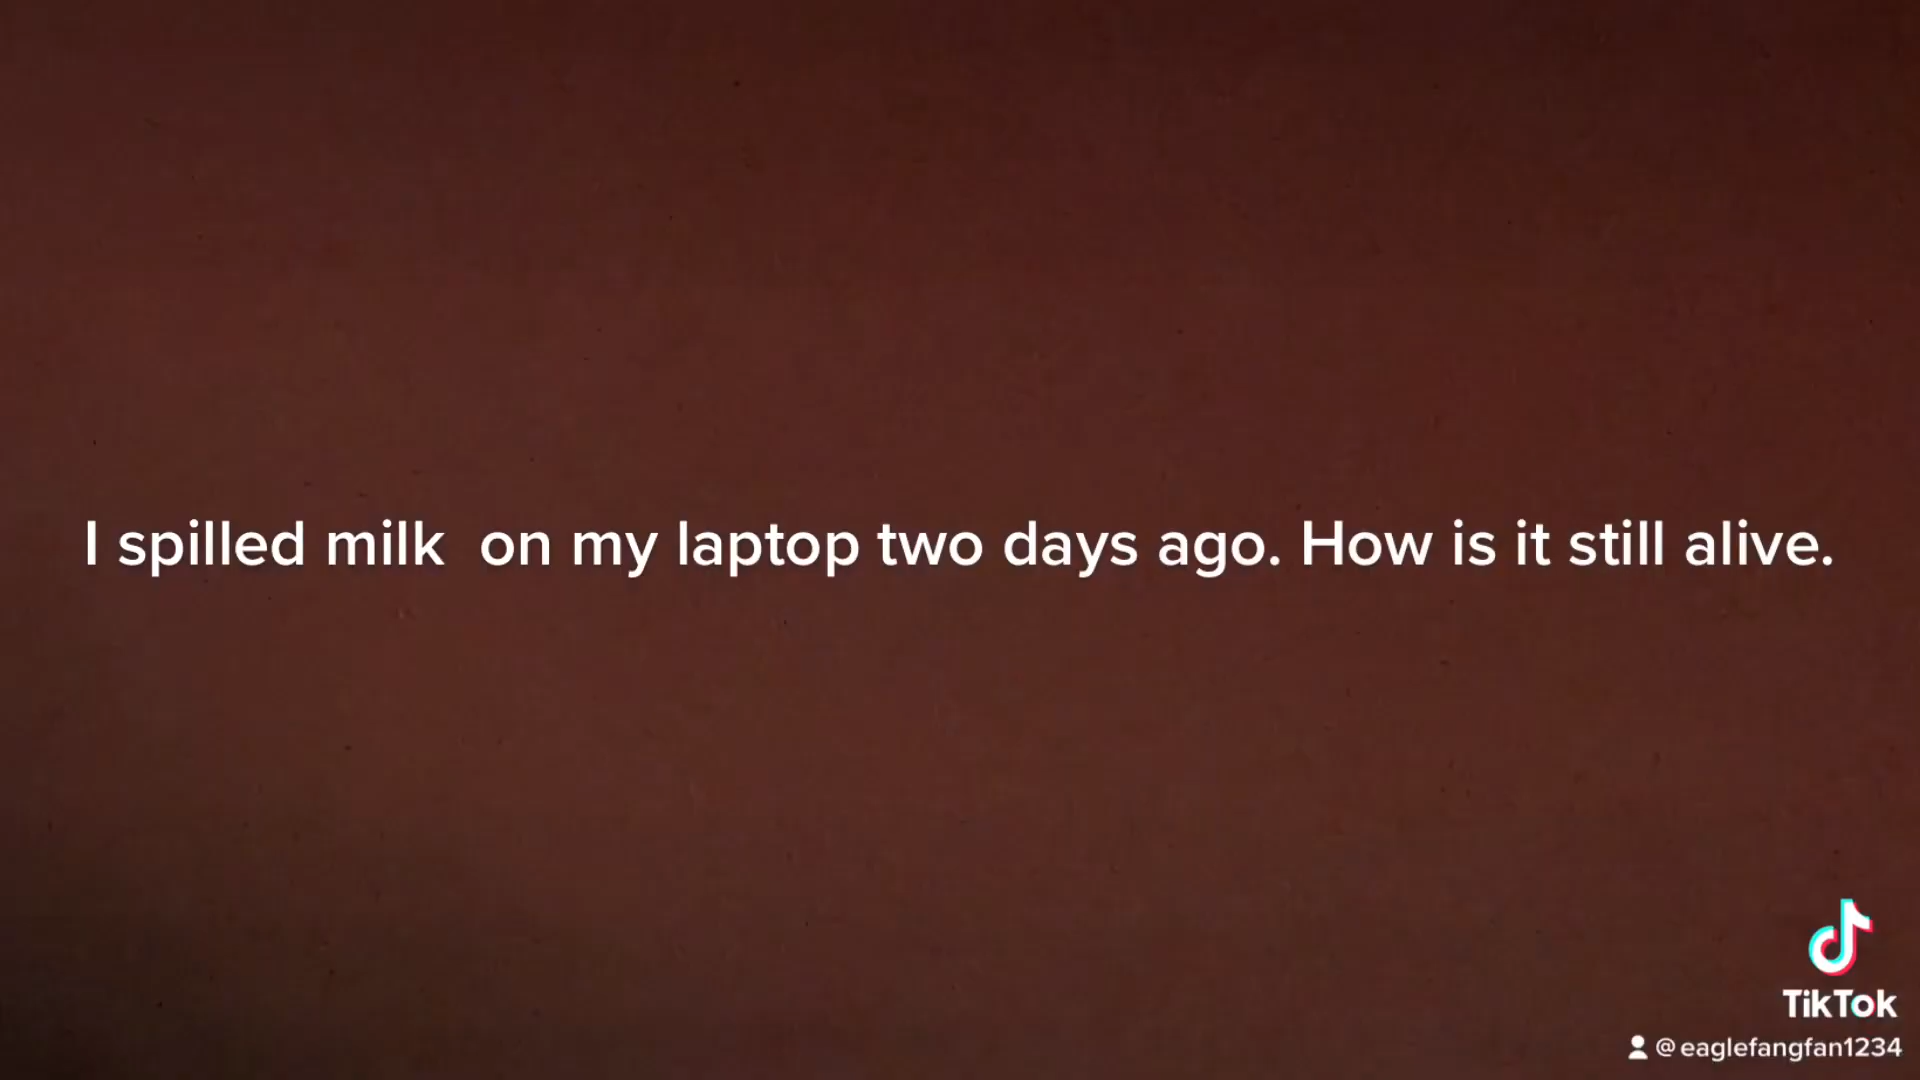 I spilled milk  on my laptop two days ago. How is it still alive.
TikTok
@eaglefangfan1234